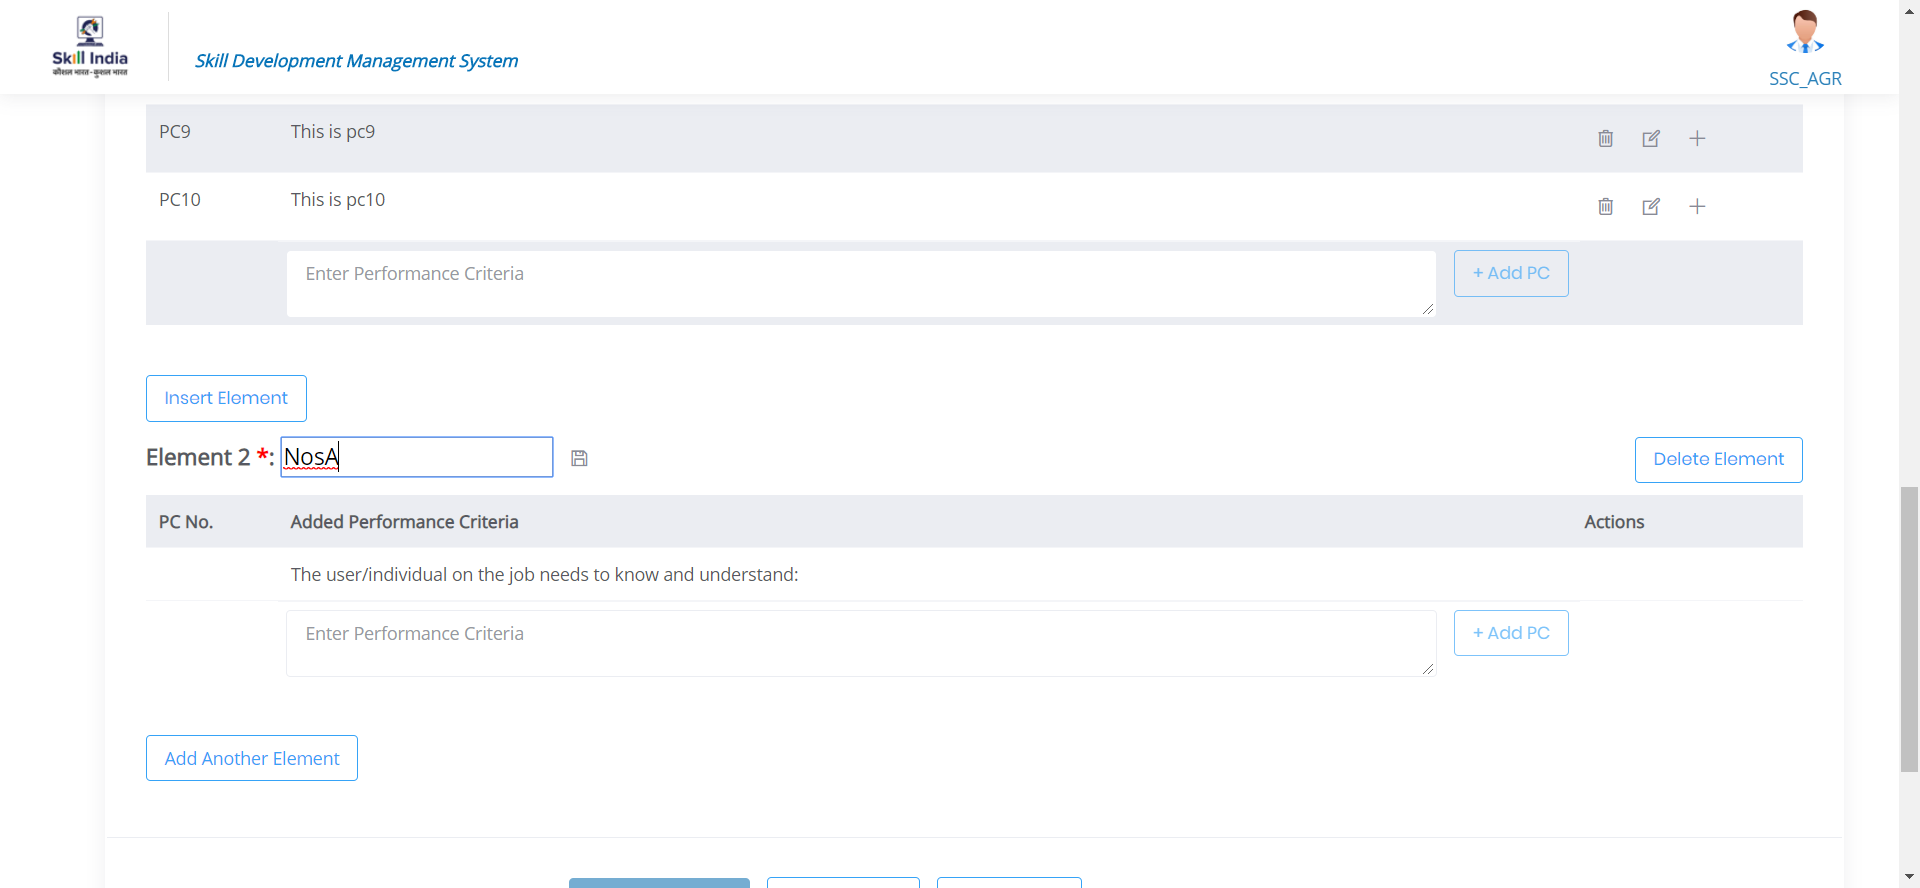 Skill India
कौशल भारत-कुशल भारत
Skill Development Management System
SSC_AGR
PC9 This is pc9
PC10 This is pc10
Enter Performance Criteria + Add PC
Insert Element
Element 2 *: NosA Delete Element
PC No. Added Performance Criteria Actions
The user/individual on the job needs to know and understand:
Enter Performance Criteria + Add PC
Add Another Element